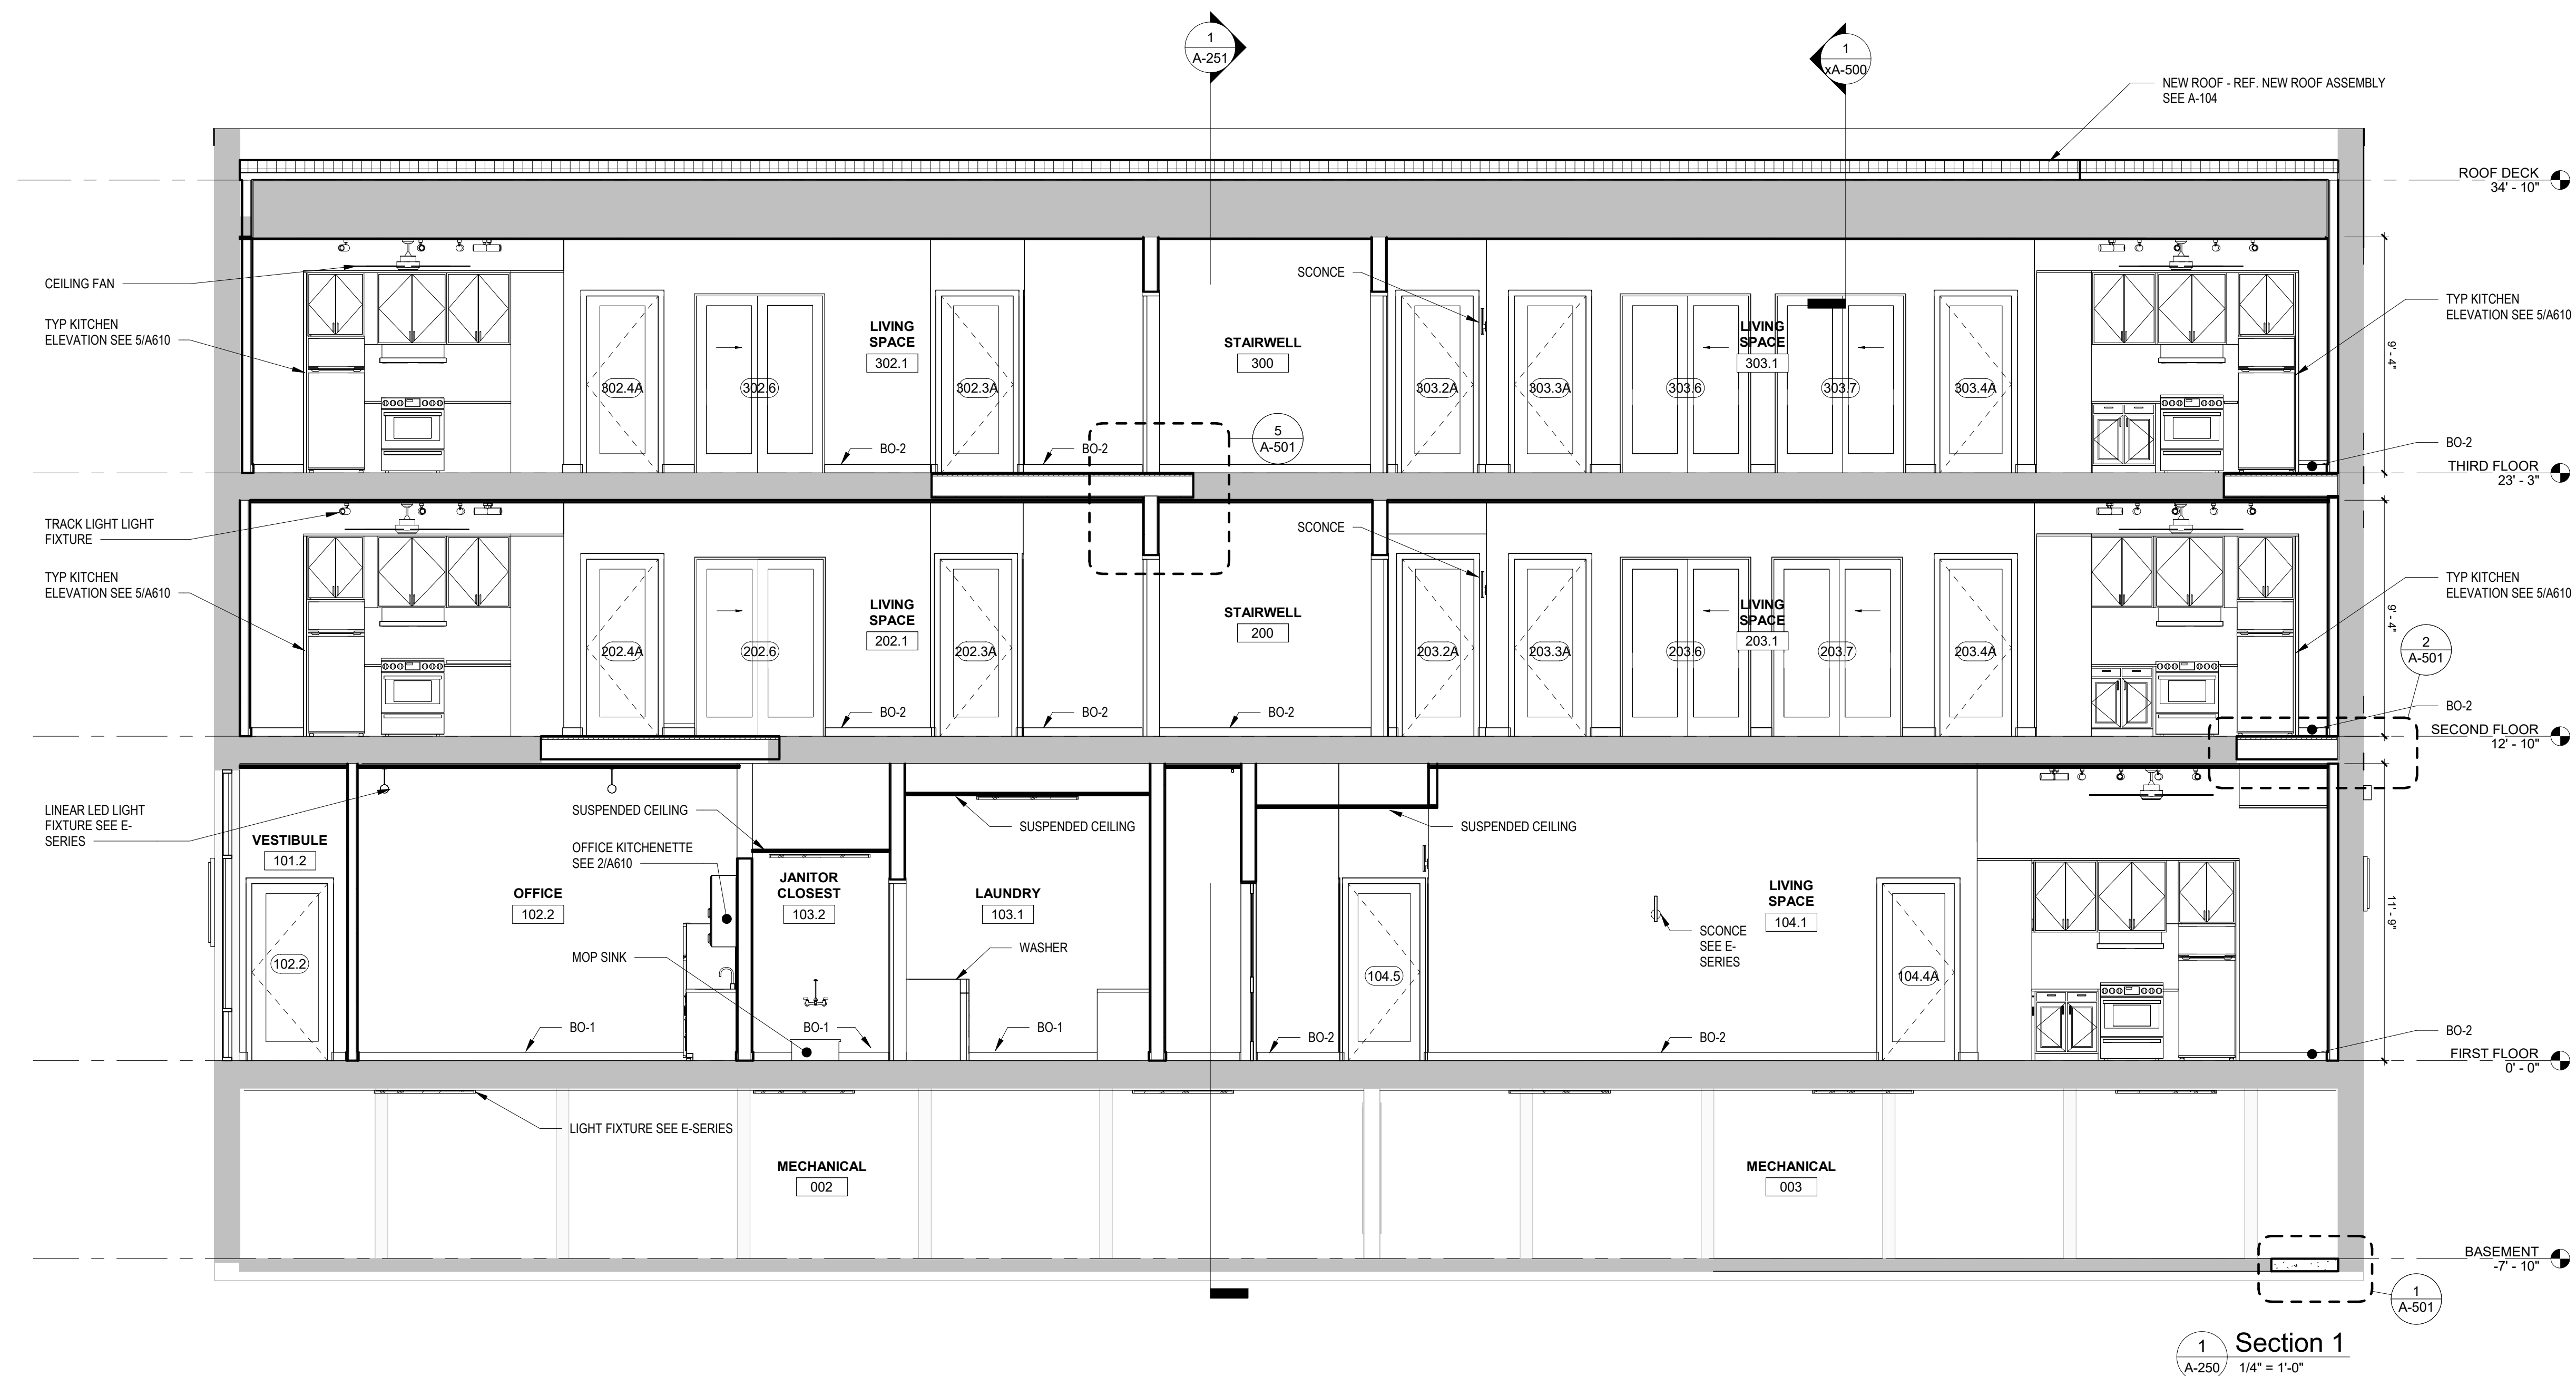 1
A-251
1
xA-500
NEW ROOF - REF. NEW ROOF ASSEMBLY
SEE A-104
ROOF DECK
34' - 10"
CEILING FAN
TYP KITCHEN
ELEVATION SEE 5/A610
LIVING
SPACE
302.1
302.4A
302.6
302.3A
BO-2
BO-2
STAIRWELL
300
SCONCE
5
A-501
303.2A
303.3A
303.6
LIVING
SPACE
303.1
303.7
303.4A
9' - 4"
TYP KITCHEN
ELEVATION SEE 5/A610
BO-2
THIRD FLOOR
23' - 3"
TRACK LIGHT LIGHT
FIXTURE
TYP KITCHEN
ELEVATION SEE 5/A610
LIVING
SPACE
202.1
202.4A
202.6
202.3A
BO-2
BO-2
STAIRWELL
200
BO-2
SCONCE
203.2A
203.3A
203.6
LIVING
SPACE
203.1
203.7
203.4A
9' - 4"
TYP KITCHEN
ELEVATION SEE 5/A610
2
A-501
BO-2
SECOND FLOOR
12' - 10"
LINEAR LED LIGHT
FIXTURE SEE E-
SERIES
VESTIBULE
101.2
102.2
OFFICE
102.2
SUSPENDED CEILING
OFFICE KITCHENETTE
SEE 2/A610
MOP SINK
BO-1
JANITOR
CLOSEST
103.2
BO-1
SUSPENDED CEILING
LAUNDRY
103.1
WASHER
BO-1
SUSPENDED CEILING
BO-2
104.5
SCONCE
SEE E-
SERIES
BO-2
LIVING
SPACE
104.1
104.4A
11' - 9"
BO-2
FIRST FLOOR
0' - 0"
LIGHT FIXTURE SEE E-SERIES
MECHANICAL
002
MECHANICAL
003
BASEMENT
-7' - 10"
1
A-501
1
A-250
Section 1
1/4" = 1'-0"